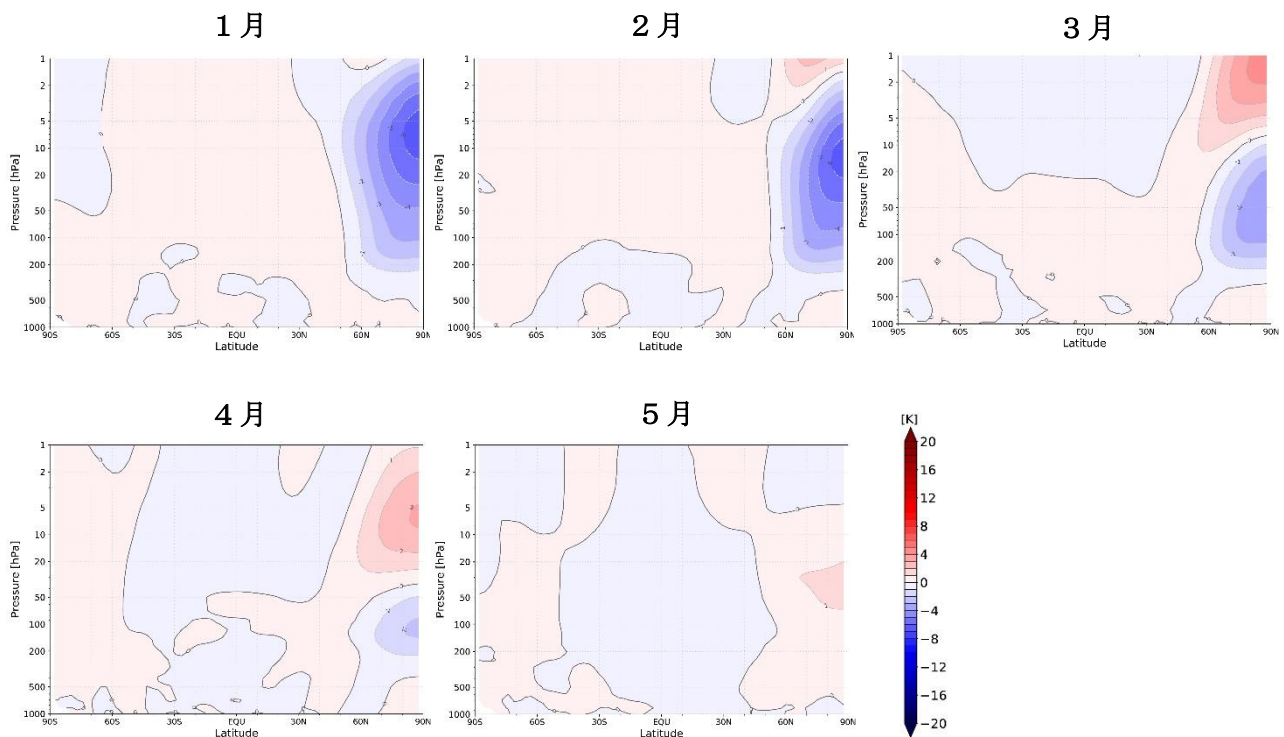 1月
2月
3月
Pressure [hPa]
1
2
5
10
20
50
100
200
500
1000
90S
60S
30S
EQU
30N
60N
90N
Latitude
Pressure [hPa]
1
2
5
10
20
50
100
200
500
1000
90S
60S
30S
EQU
30N
60N
90N
Latitude
Pressure [hPa]
1
2
5
10
20
50
100
200
500
1000
90S
60S
30S
EQU
30N
60N
90N
Latitude
4月
5月
Pressure [hPa]
1
2
5
10
20
50
100
200
500
1000
90S
60S
30S
EQU
30N
60N
90N
Latitude
Pressure [hPa]
1
2
5
10
20
50
100
200
500
1000
90S
60S
30S
EQU
30N
60N
90N
Latitude
[K]
20
16
12
8
4
0
−4
−8
−12
−16
−20